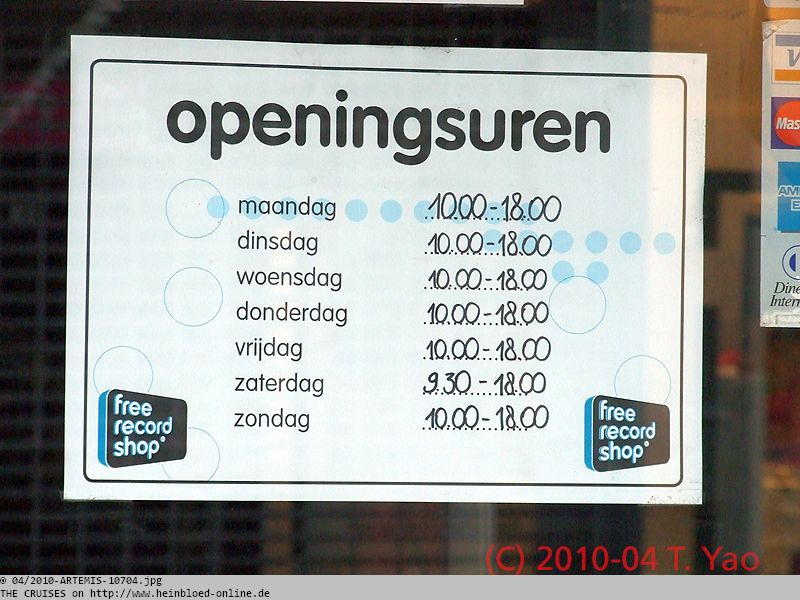 openingsuren
maandag 10.00-18.00
dinsdag 10.00-18.00
woensdag 10.00-18.00
donderdag 10.00-18.00
vrijdag 10.00-18.00
zaterdag 9.30-18.00
zondag 10.00-18.00
free
record
shop
free
record
shop
(C) 2010-04 T. Yao
© 04/2010-ARTEMIS-10704.jpg
THE CRUISES on http://www.heinbloed-online.de